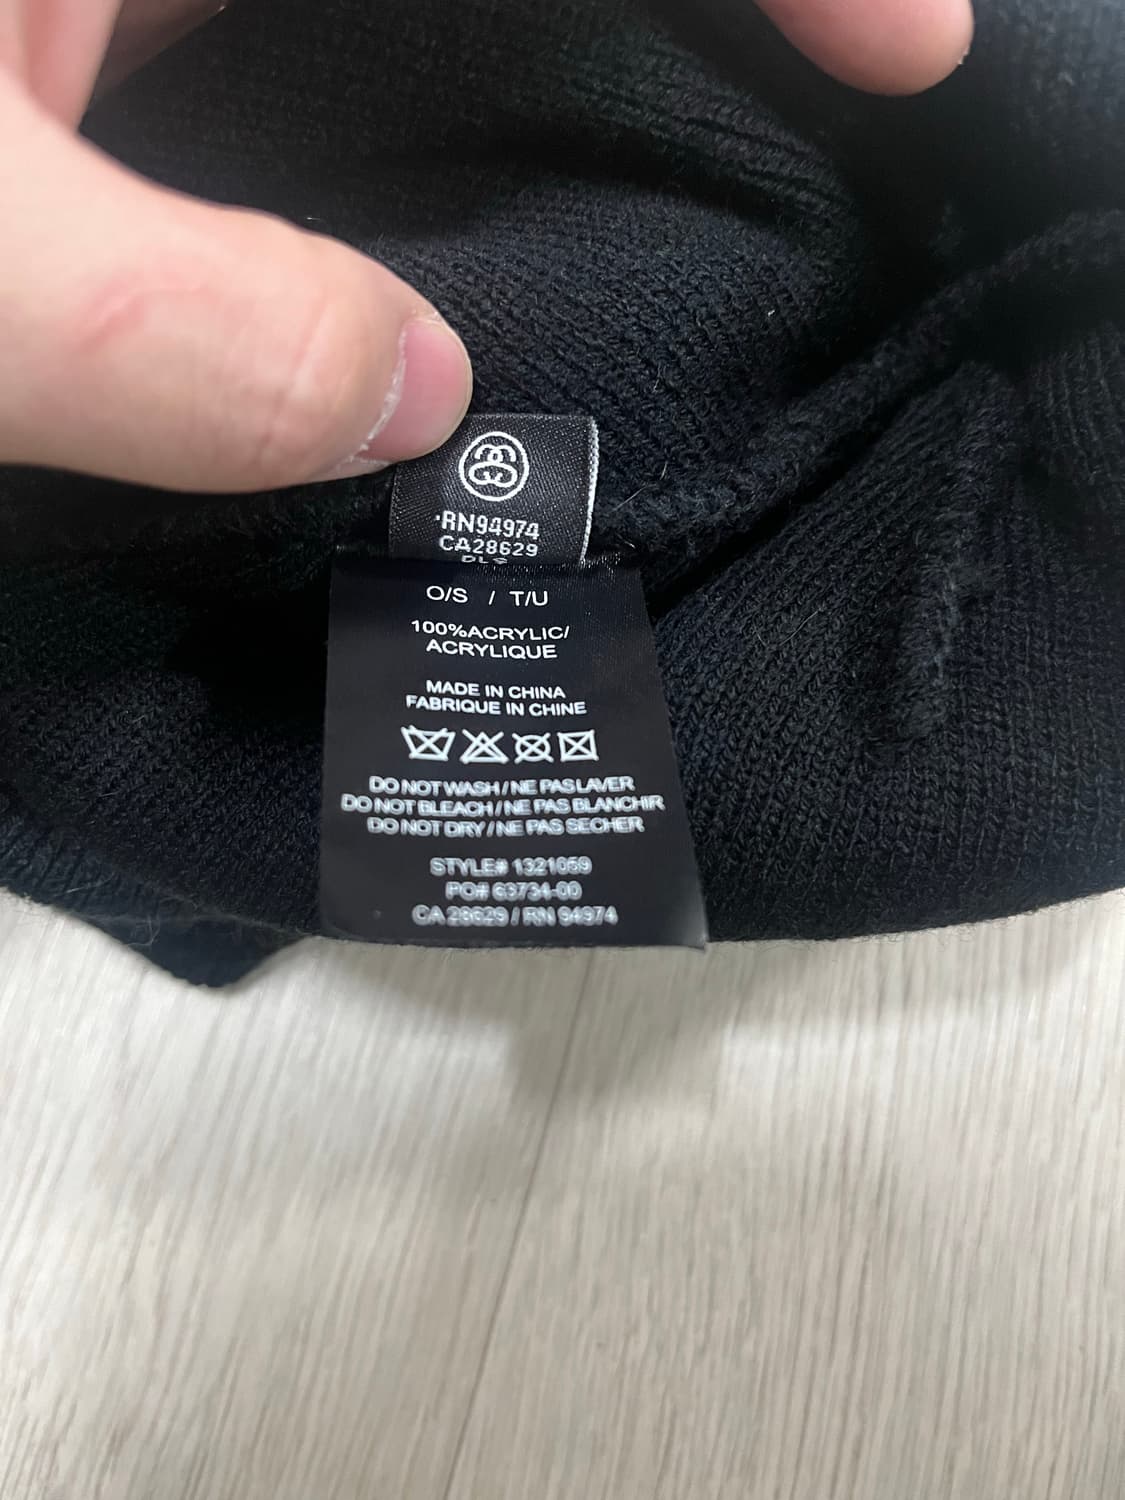 RN94974
CA28629
DLS
O/S / T/U
100%ACRYLIC/
ACRYLIQUE
MADE IN CHINA
FABRIQUE IN CHINE
DO NOT WASH/NE PAS LAVER
DO NOT BLEACH/NE PAS BLANCHIR
DO NOT DRY/NE PAS SECHER
STYLE# 1321059
PO# 63734-00
CA 28629 / RN 94974